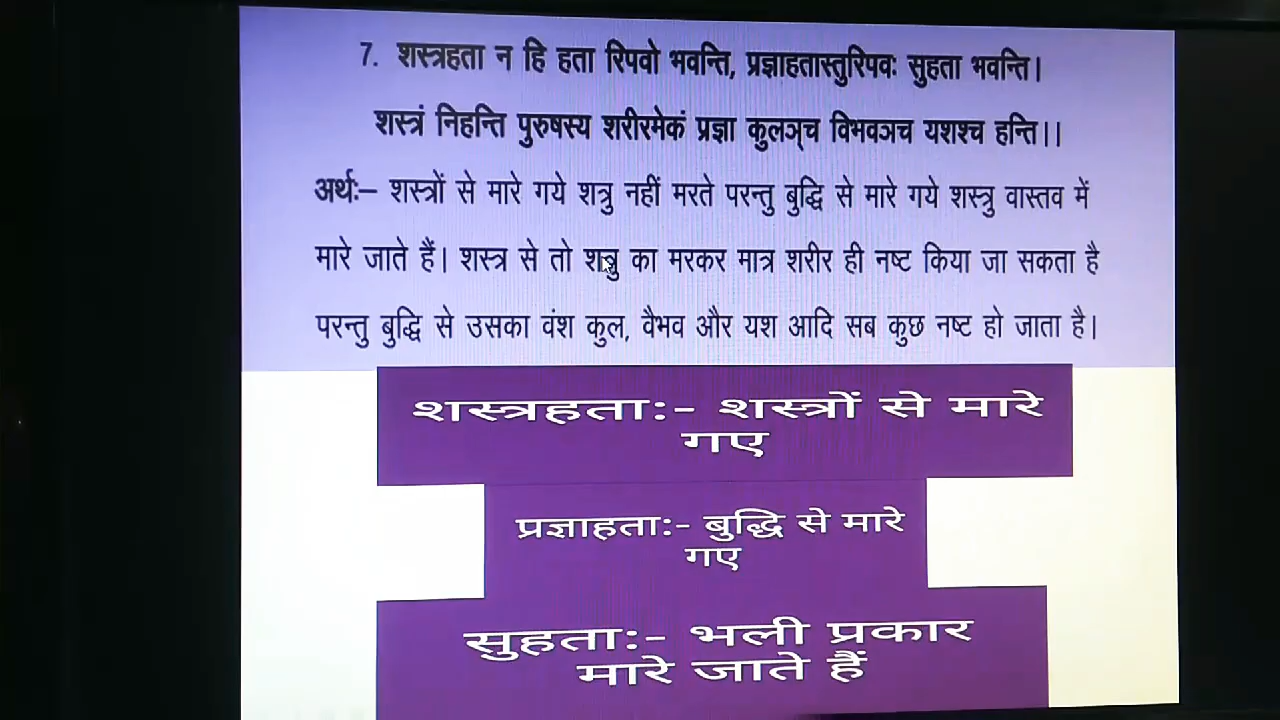 7. शस्त्रहता न हि हता रिपवो भवन्ति, प्रज्ञाहतास्तुरिपवः सुहता भवन्ति।
शस्त्रं निहन्ति पुरुषस्य शरीरमेकं प्रज्ञा कुलञ्च विभवञच यशश्च हन्ति।।
अर्थः– शस्त्रों से मारे गये शत्रु नहीं मरते परन्तु बुद्धि से मारे गये शस्त्रु वास्तव में
मारे जाते हैं। शस्त्र से तो शत्रु का मरकर मात्र शरीर ही नष्ट किया जा सकता है
परन्तु बुद्धि से उसका वंश कुल, वैभव और यश आदि सब कुछ नष्ट हो जाता है।
शस्त्रहता:- शस्त्रों से मारे
गए
प्रज्ञाहता:- बुद्धि से मारे
गए
सुहता:- भली प्रकार
मारे जाते हैं